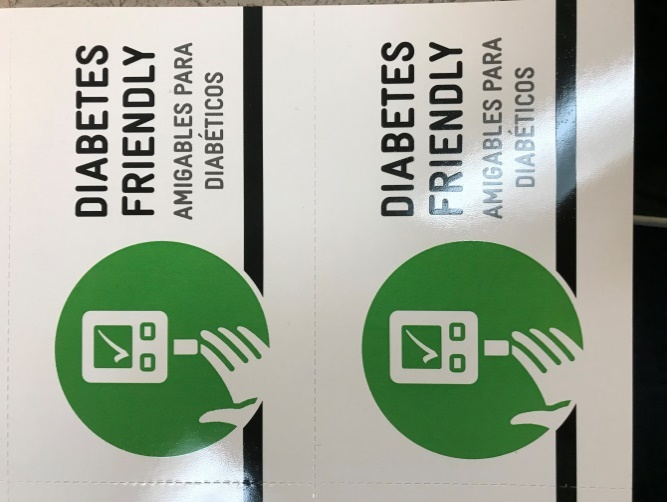 DIABETES
FRIENDLY
AMIGABLES PARA
DIABÉTICOS
DIABETES
FRIENDLY
AMIGABLES PARA
DIABÉTICOS